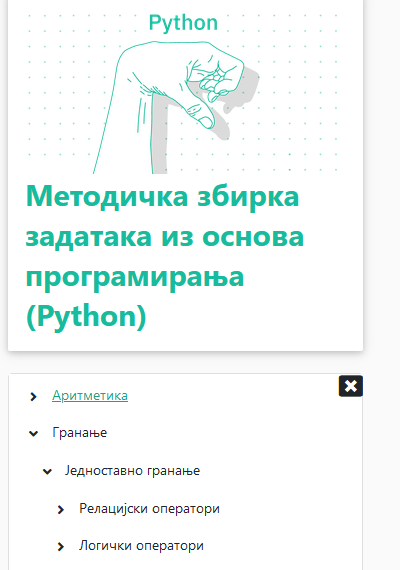 Python
Методичка збирка
задатака из основа
програмирања
(Python)
Аритметика
Гранање
Једноставно гранање
Релацијски оператори
Логички оператори